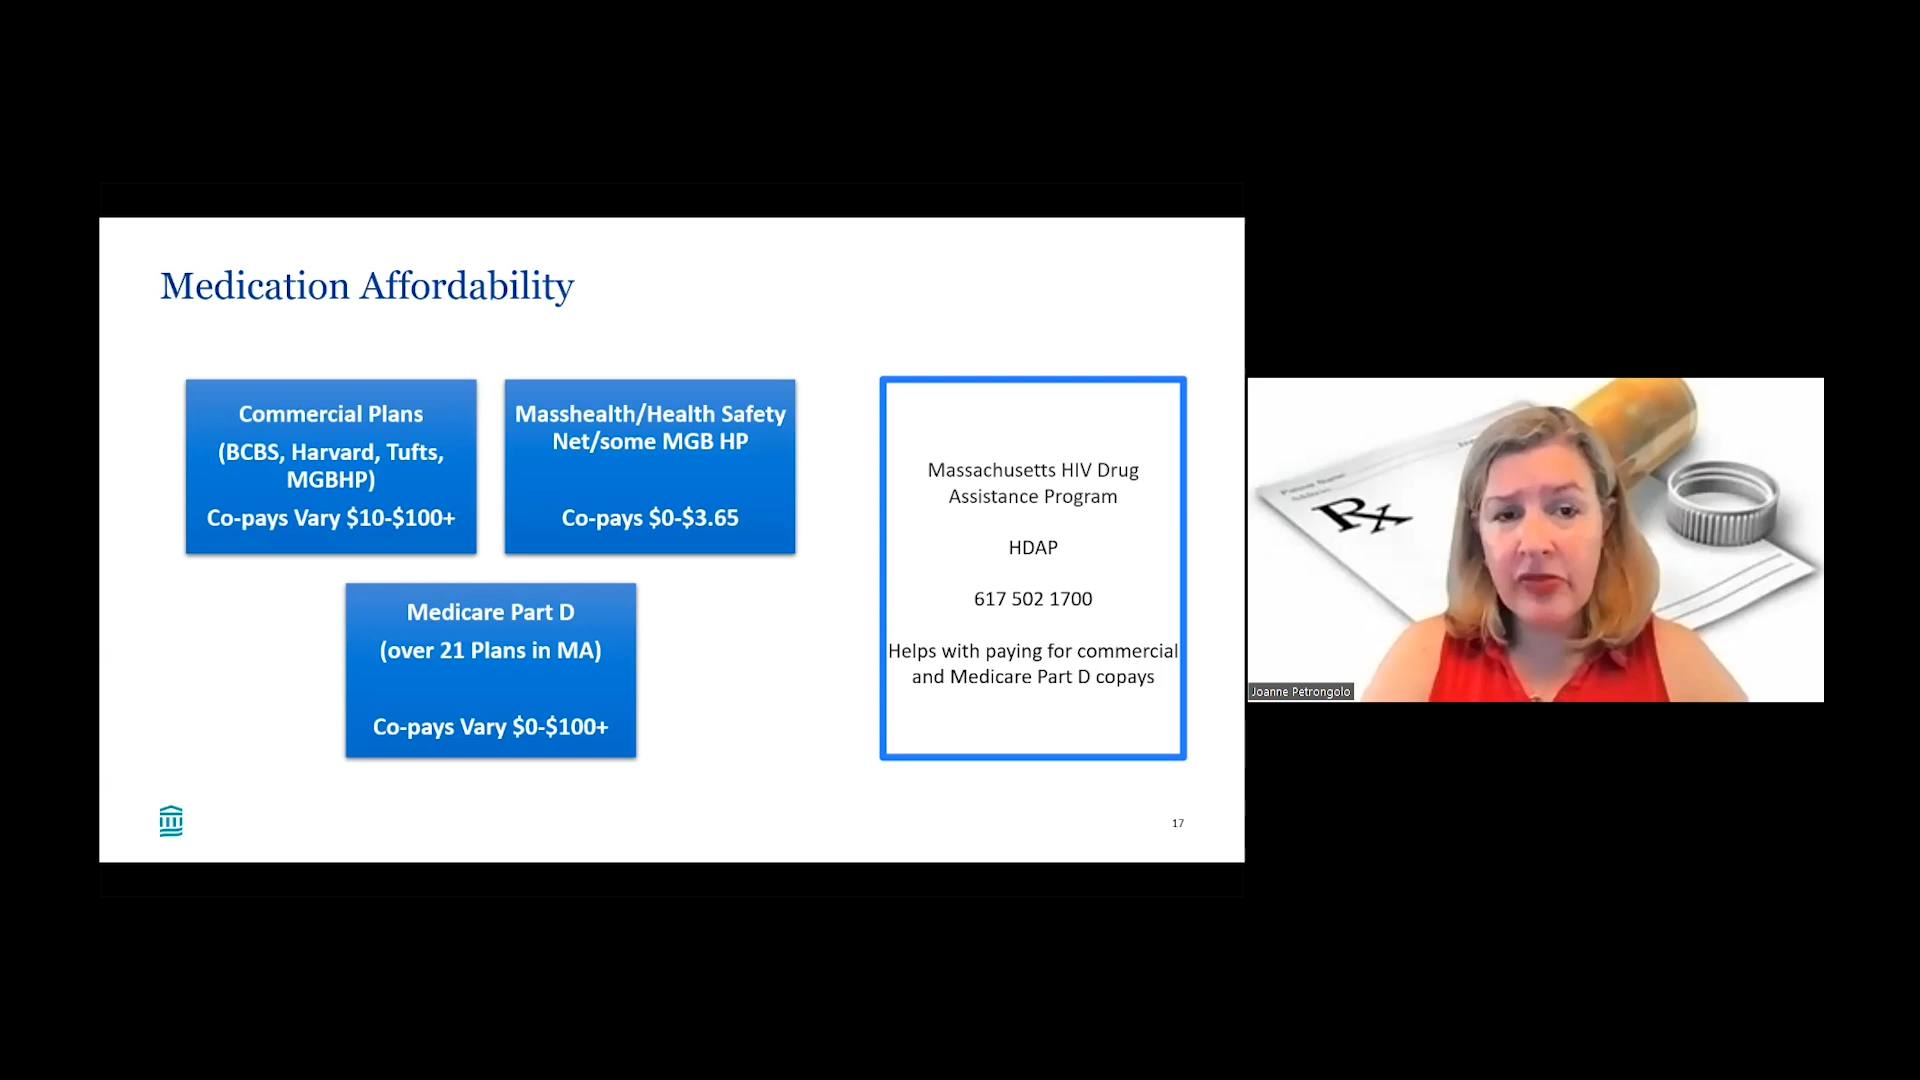 Medication Affordability
Commercial Plans
(BCBS, Harvard, Tufts,
MGBHP)
Co-pays Vary $10-$100+
Masshealth/Health Safety
Net/some MGB HP
Co-pays $0-$3.65
Medicare Part D
(over 21 Plans in MA)
Co-pays Vary $0-$100+
Massachusetts HIV Drug
Assistance Program
HDAP
617 502 1700
Helps with paying for commercial
and Medicare Part D copays
17
Rx
Joanne Petrongolo